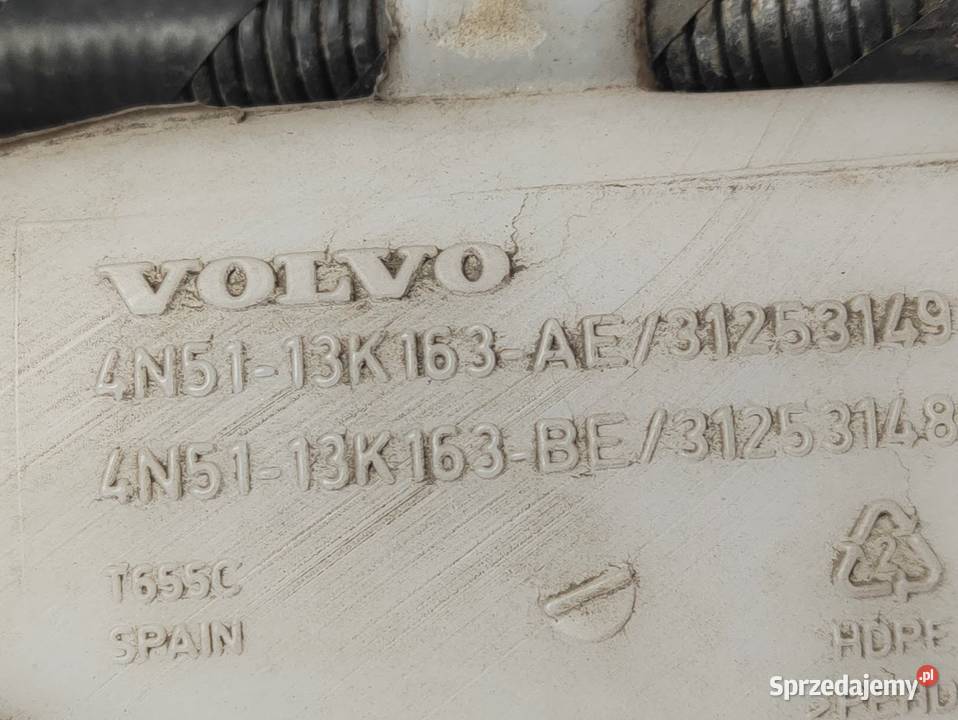 VOLVO
4N51-13K163-AE/31253149
4N51-13K163-BE/31253148
T655C
SPAIN
2
HDPE
Sprzedajemy.pl